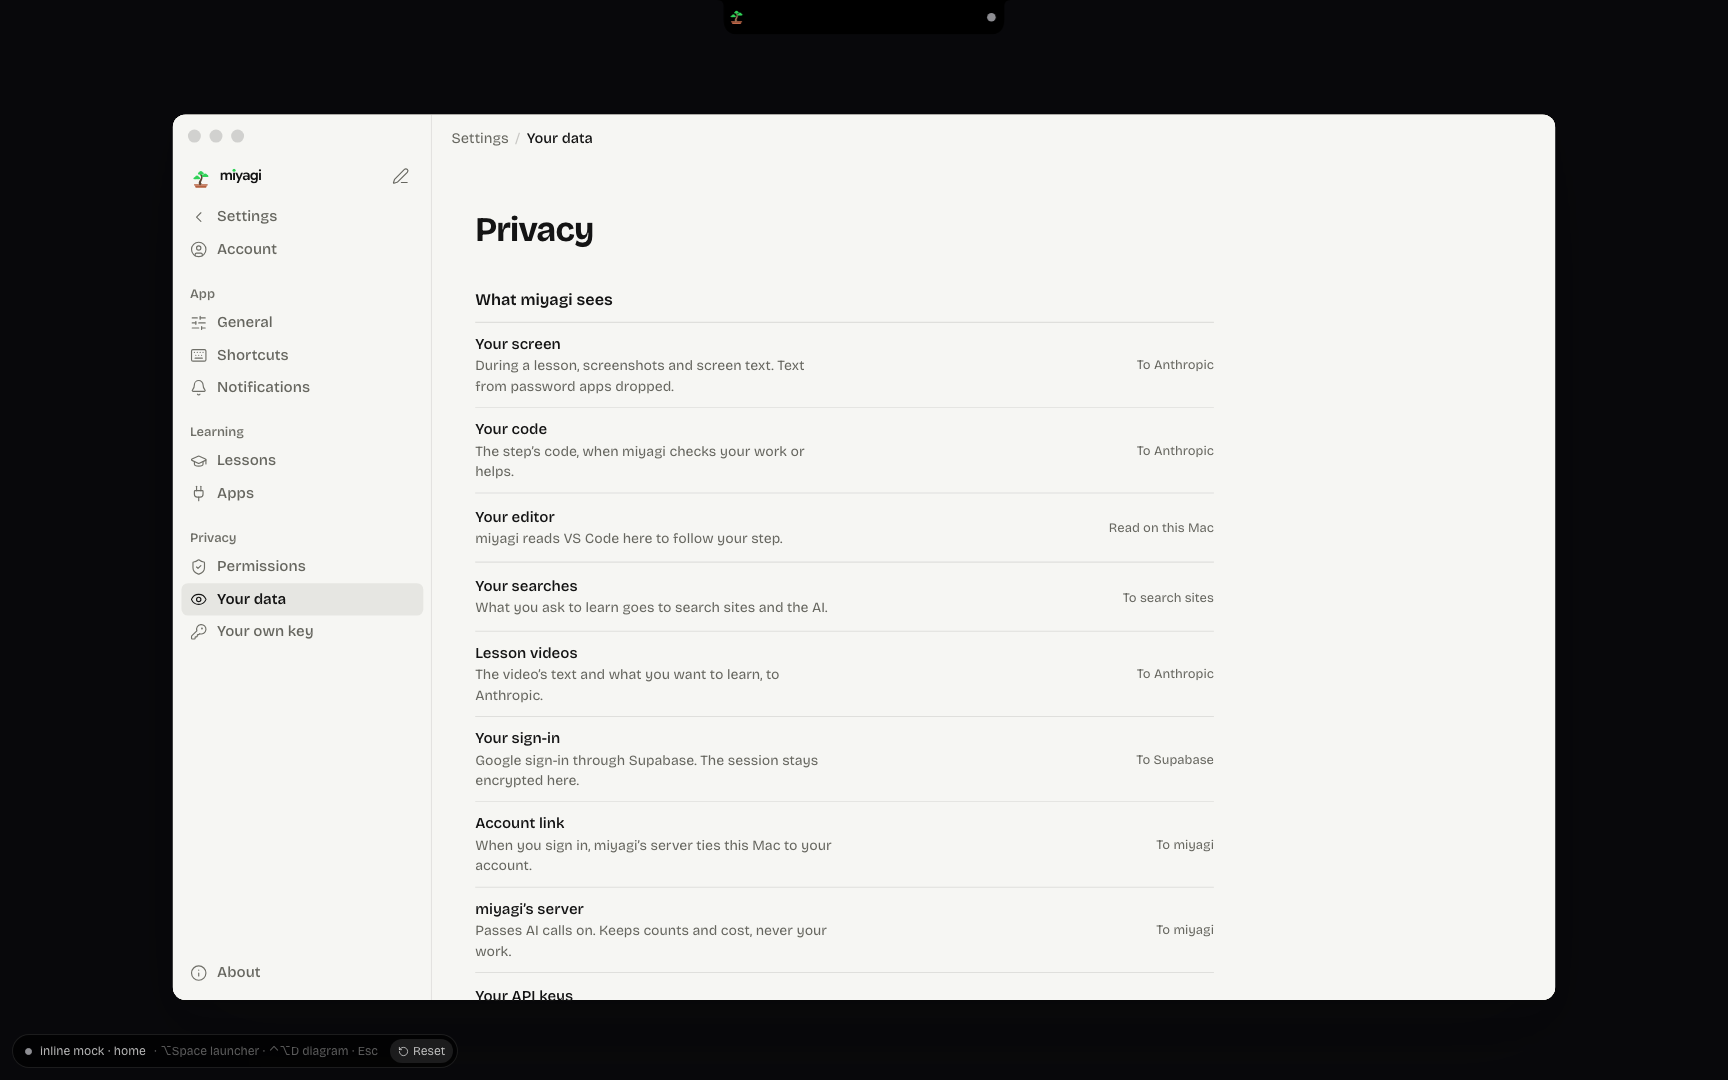 Settings / Your data
miyagi
Settings
Account
App
General
Shortcuts
Notifications
Learning
Lessons
Apps
Privacy
Permissions
Your data
Your own key
About
Privacy
What miyagi sees
Your screen
During a lesson, screenshots and screen text. Text
from password apps dropped.
To Anthropic
Your code
The step’s code, when miyagi checks your work or
helps.
To Anthropic
Your editor
miyagi reads VS Code here to follow your step.
Read on this Mac
Your searches
What you ask to learn goes to search sites and the AI.
To search sites
Lesson videos
The video’s text and what you want to learn, to
Anthropic.
To Anthropic
Your sign-in
Google sign-in through Supabase. The session stays
encrypted here.
To Supabase
Account link
When you sign in, miyagi’s server ties this Mac to your
account.
To miyagi
miyagi’s server
Passes AI calls on. Keeps counts and cost, never your
work.
To miyagi
Your API keys
inline mock · home · ⌥Space launcher · ^⌥D diagram · Esc Reset